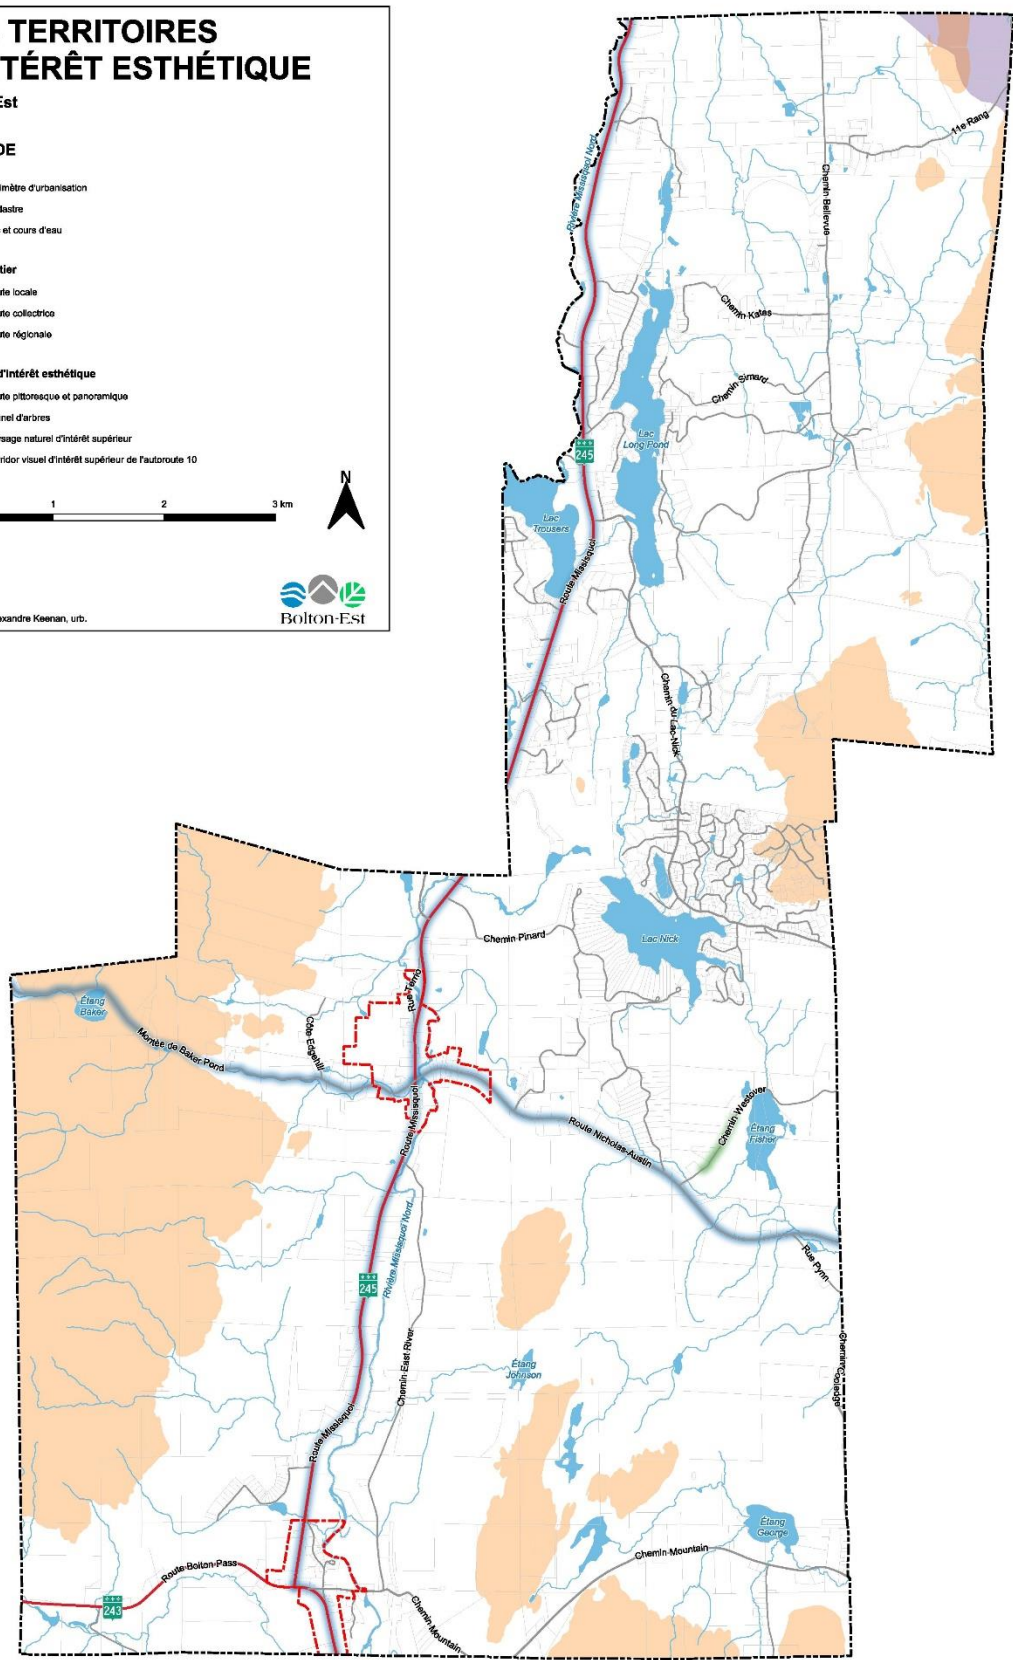 TERRITOIRES
TÉRÊT ESTHÉTIQUE
Est
DE
imètre d'urbanisation
dastre
et cours d'eau
tier
te locale
te collectrice
te régionale
d'intérêt esthétique
te pittoresque et panoramique
nel d'arbres
sage naturel d'intérêt supérieur
ridor visuel d'intérêt supérieur de l'autoroute 10
1 2 3 km
N
exandre Keenan, urb.
Bolton-Est
Rivière Missisquoi Nord
11e Rang
Chemin Bellevue
Chemin Kates
Chemin Simard
Lac
Long Pond
245
Lac
Trousers
Route Missisquoi
Chemin du Lac-Nick
Chemin Pinard
Lac Nick
Rue Terrio
Étang
Baker
Côte Edgehill
Montée de Baker Pond
Route Missisquoi
Route Nicholas-Austin
Chemin Westover
Étang
Fisher
Rivière Missisquoi Nord
245
Rue Pynn
Chemin East River
Étang
Johnson
Chemin Coolidge
Route Missisquoi
Étang
George
Route Bolton-Pass
Chemin Mountain
243
Chemin Mountain